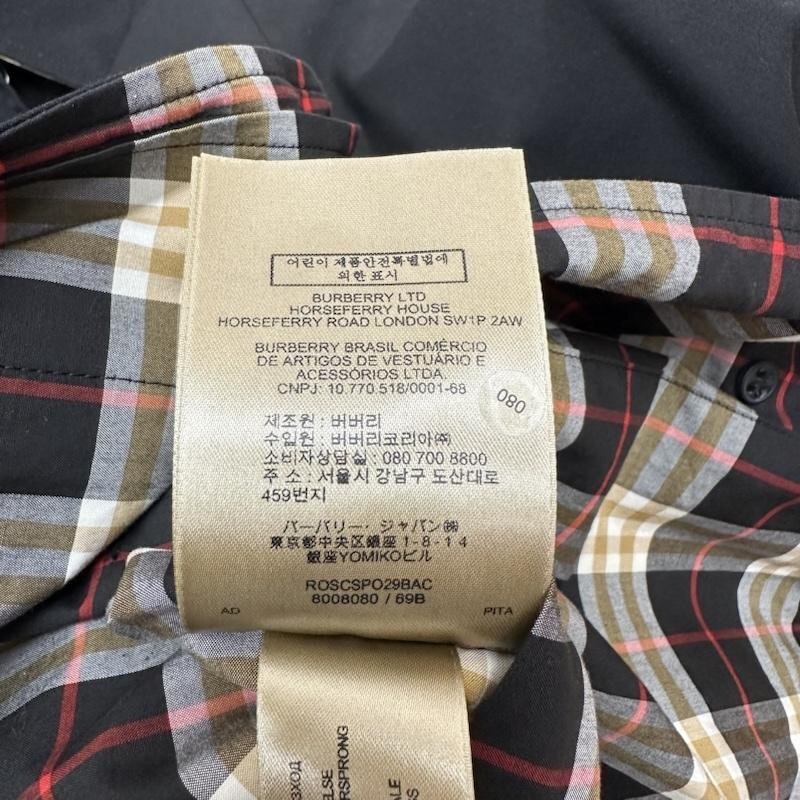 어린이 제품안전특별법에
의한 표시
BURBERRY LTD
HORSEFERRY HOUSE
HORSEFERRY ROAD LONDON SW1P 2AW
BURBERRY BRASIL COMÉRCIO
DE ARTIGOS DE VESTUÁRIO E
ACESSÓRIOS LTDA.
CNPJ: 10.770.518/0001-68
080
제조원 : 버버리
수입원 : 버버리코리아㈜
소비자상담실 : 080 700 8800
주 소 : 서울시 강남구 도산대로
459번지
バーバリー・ジャパン㈱
東京都中央区銀座1-8-14
銀座YOMIKOビル
ROSCSPO29BAC
8008080 / 69B
AD
PITA